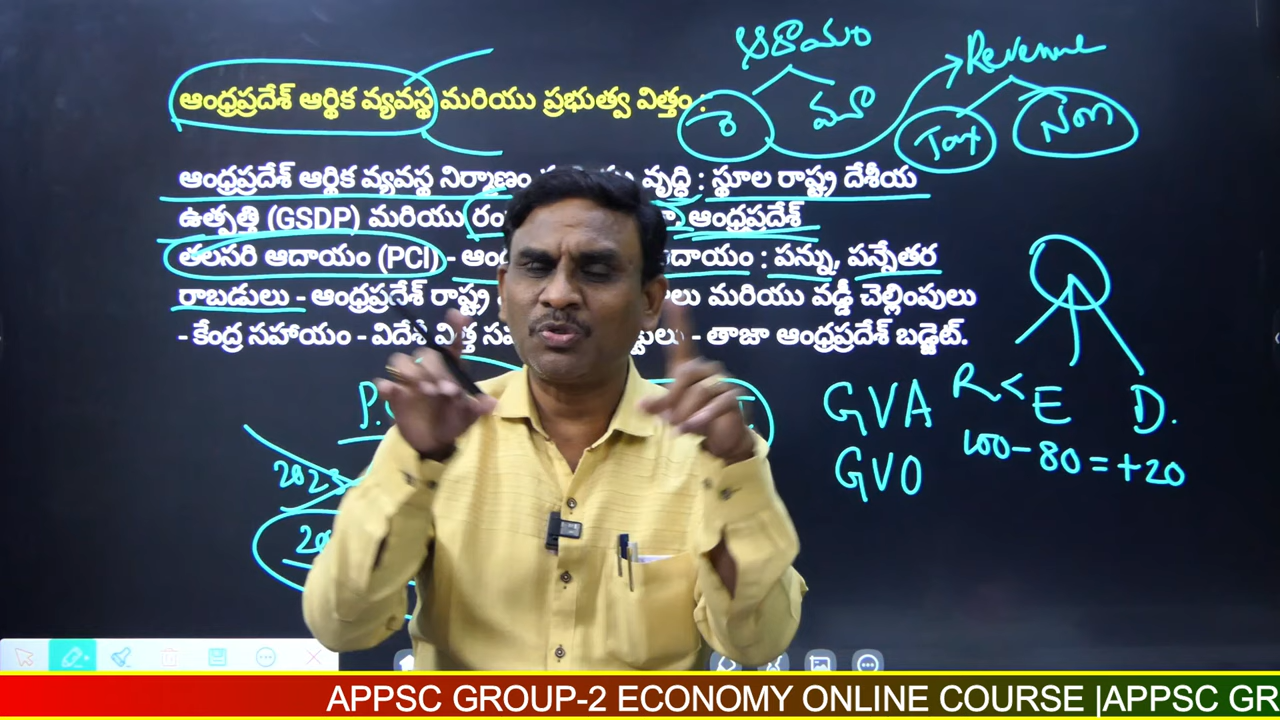 ఆదాయం
Revenue
రె
మూ
Tax
Non
ఆంధ్రప్రదేశ్ ఆర్థిక వ్యవస్థ మరియు ప్రభుత్వ విత్తం :
ఆంధ్రప్రదేశ్ ఆర్థిక వ్యవస్థ నిర్మాణం వృద్ధి : స్థూల రాష్ట్ర దేశీయ
ఉత్పత్తి (GSDP) మరియు ఆంధ్రప్రదేశ్
తలసరి ఆదాయం (PCI) - ఆదాయం : పన్ను, పన్నేతర
రాబడులు - ఆంధ్రప్రదేశ్ రాష్ట్ర మరియు వడ్డీ చెల్లింపులు
- కేంద్ర సహాయం - విదేశీ విత్త - తాజా ఆంధ్రప్రదేశ్ బడ్జెట్.
GVA R < E D.
GVO 100 - 80 = +20
APPSC GROUP-2 ECONOMY ONLINE COURSE |APPSC GR